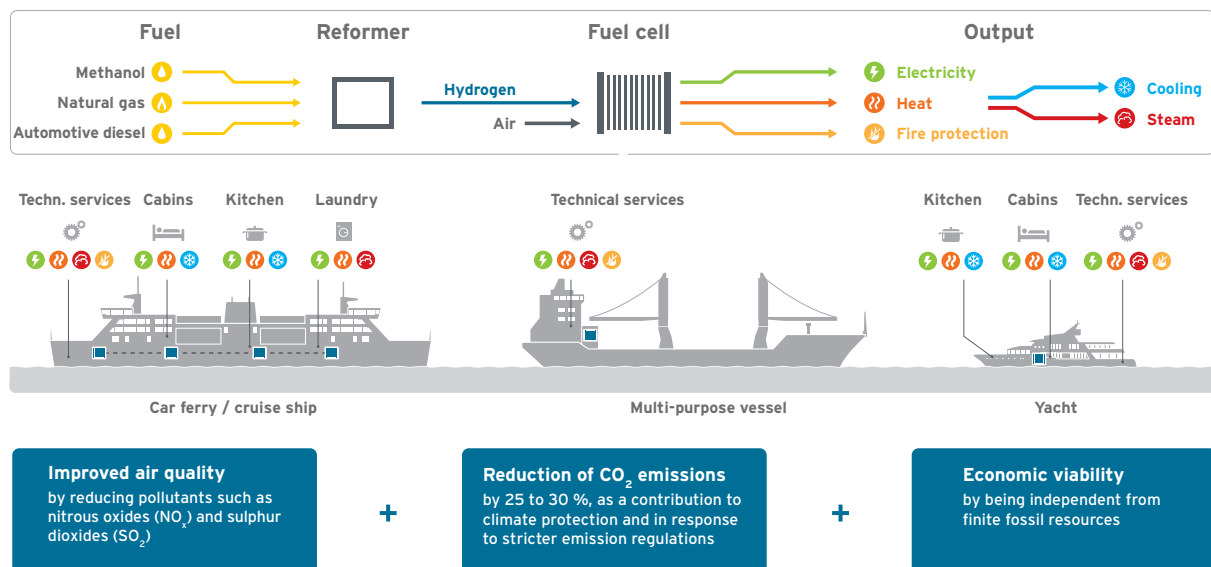 Fuel
Reformer
Fuel cell
Output
Methanol
Natural gas
Automotive diesel
Hydrogen
Air
Electricity
Heat
Fire protection
Cooling
Steam
Techn. services
Cabins
Kitchen
Laundry
Technical services
Kitchen
Cabins
Techn. services
Car ferry / cruise ship
Multi-purpose vessel
Yacht
Improved air quality
by reducing pollutants such as
nitrous oxides (NOx) and sulphur
dioxides (SO2)
+
Reduction of CO2 emissions
by 25 to 30 %, as a contribution to
climate protection and in response
to stricter emission regulations
+
Economic viability
by being independent from
finite fossil resources